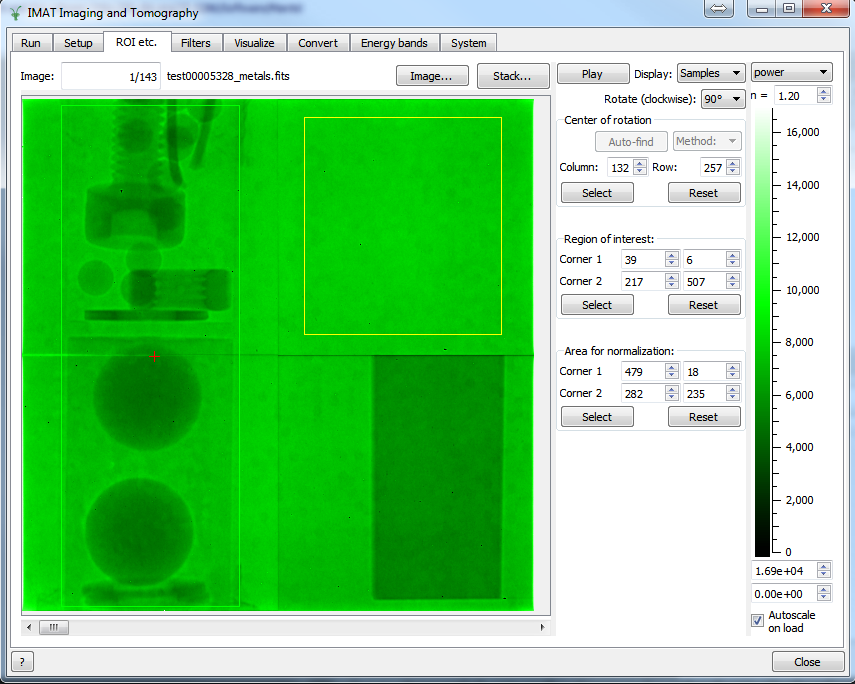 IMAT Imaging and Tomography
Run Setup ROI etc. Filters Visualize Convert Energy bands System
Image: 1/143 test00005328_metals.fits Image... Stack... Play Display: Samples power
Rotate (clockwise): 90° n = 1.20
Center of rotation
Auto-find Method:
Column: 132 Row: 257
Select Reset
Region of interest:
Corner 1 39 6
Corner 2 217 507
Select Reset
Area for normalization:
Corner 1 479 18
Corner 2 282 235
Select Reset
16,000
14,000
12,000
10,000
8,000
6,000
4,000
2,000
0
1.69e+04
0.00e+00
Autoscale
on load
? Close